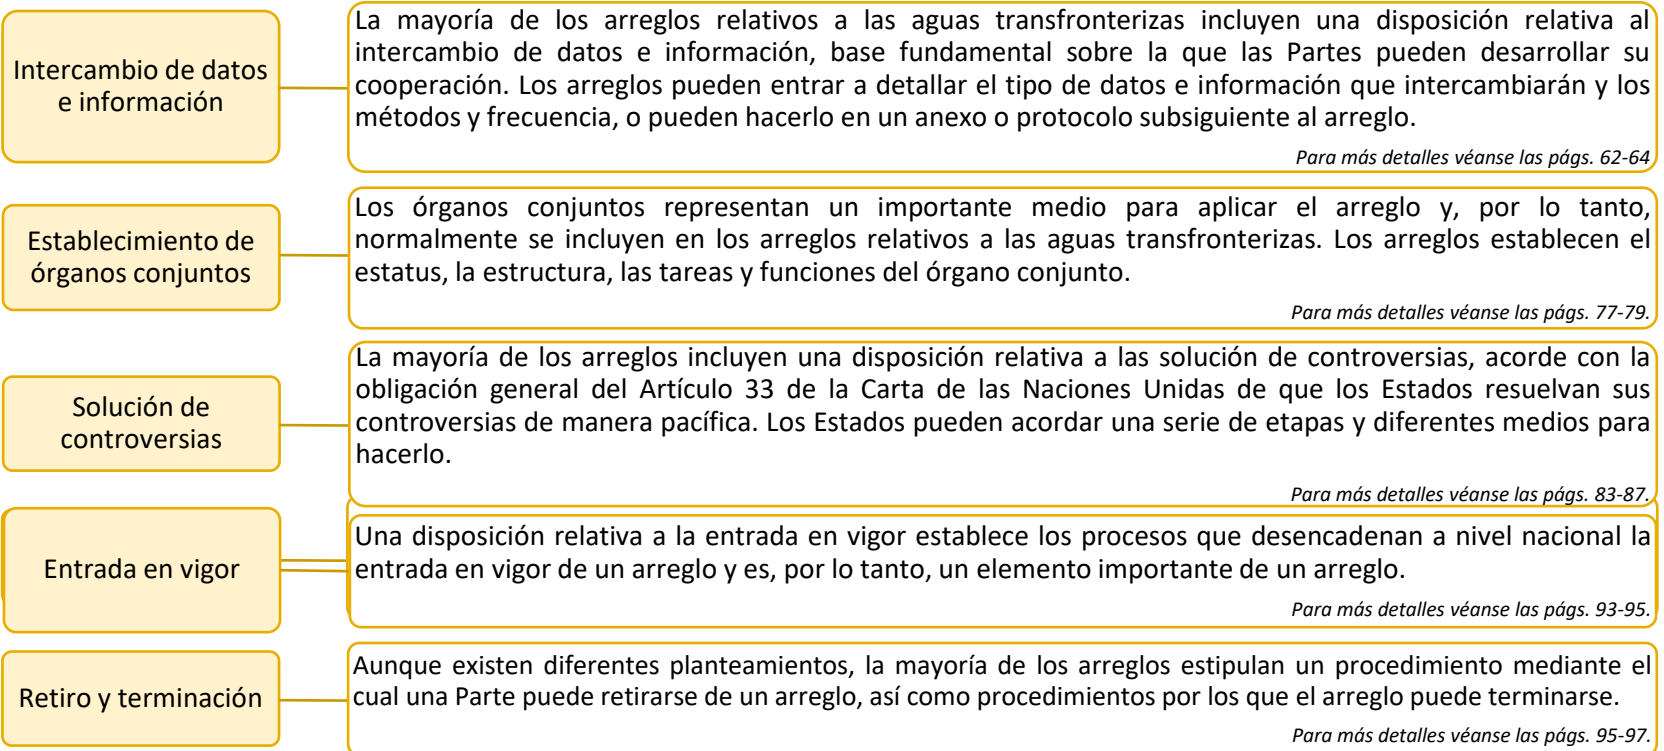 Intercambio de datos
e información
La mayoría de los arreglos relativos a las aguas transfronterizas incluyen una disposición relativa al
intercambio de datos e información, base fundamental sobre la que las Partes pueden desarrollar su
cooperación. Los arreglos pueden entrar a detallar el tipo de datos e información que intercambiarán y los
métodos y frecuencia, o pueden hacerlo en un anexo o protocolo subsiguiente al arreglo.
Para más detalles véanse las págs. 62-64
Establecimiento de
órganos conjuntos
Los órganos conjuntos representan un importante medio para aplicar el arreglo y, por lo tanto,
normalmente se incluyen en los arreglos relativos a las aguas transfronterizas. Los arreglos establecen el
estatus, la estructura, las tareas y funciones del órgano conjunto.
Para más detalles véanse las págs. 77-79.
Solución de
controversias
La mayoría de los arreglos incluyen una disposición relativa a las solución de controversias, acorde con la
obligación general del Artículo 33 de la Carta de las Naciones Unidas de que los Estados resuelvan sus
controversias de manera pacífica. Los Estados pueden acordar una serie de etapas y diferentes medios para
hacerlo.
Para más detalles véanse las págs. 83-87.
Entrada en vigor
Una disposición relativa a la entrada en vigor establece los procesos que desencadenan a nivel nacional la
entrada en vigor de un arreglo y es, por lo tanto, un elemento importante de un arreglo.
Para más detalles véanse las págs. 93-95.
Retiro y terminación
Aunque existen diferentes planteamientos, la mayoría de los arreglos estipulan un procedimiento mediante el
cual una Parte puede retirarse de un arreglo, así como procedimientos por los que el arreglo puede terminarse.
Para más detalles véanse las págs. 95-97.